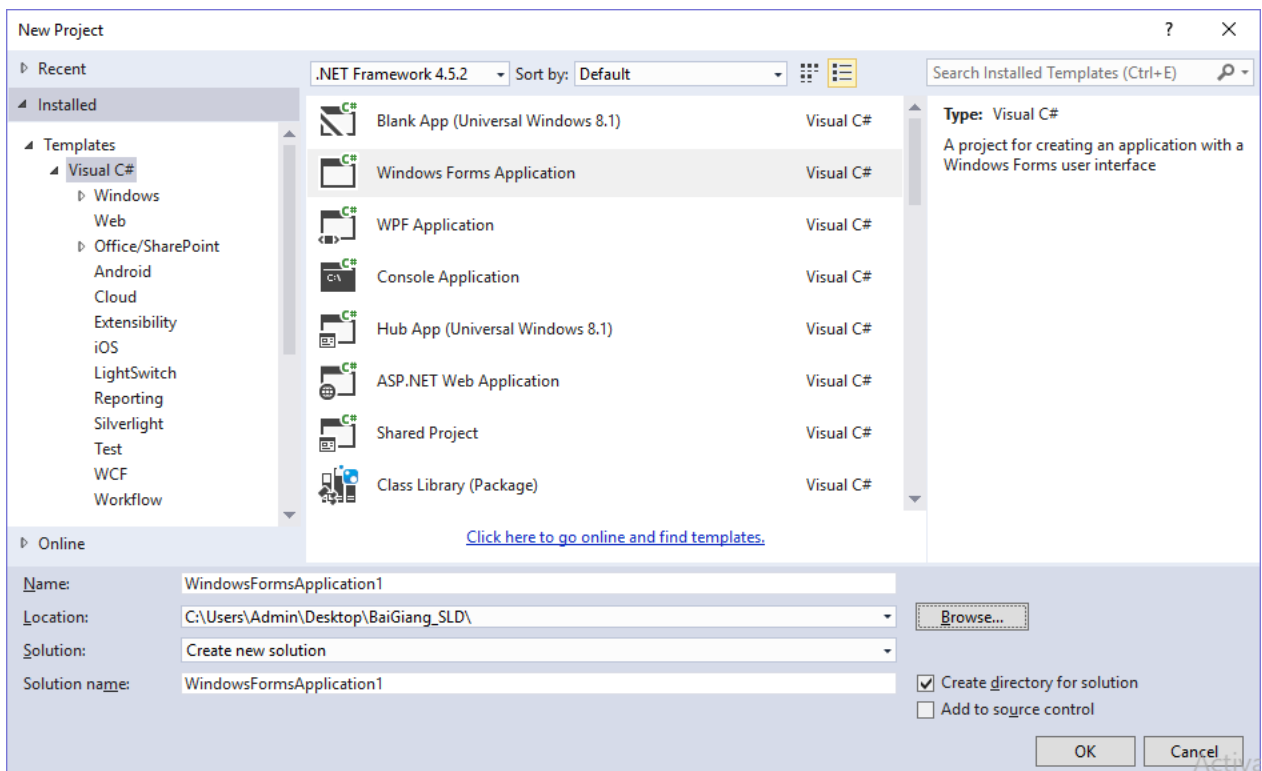 New Project
?
Recent
.NET Framework 4.5.2
Sort by: Default
Search Installed Templates (Ctrl+E)
Installed
Templates
Visual C#
Windows
Web
Office/SharePoint
Android
Cloud
Extensibility
iOS
LightSwitch
Reporting
Silverlight
Test
WCF
Workflow
Online
C#
Blank App (Universal Windows 8.1) Visual C#
C#
Windows Forms Application Visual C#
C#
WPF Application Visual C#
C#
C:\
Console Application Visual C#
C#
Hub App (Universal Windows 8.1) Visual C#
C#
ASP.NET Web Application Visual C#
C#
Shared Project Visual C#
Class Library (Package) Visual C#
Click here to go online and find templates.
Type: Visual C#
A project for creating an application with a
Windows Forms user interface
Name: WindowsFormsApplication1
Location: C:\Users\Admin\Desktop\BaiGiang_SLD\
Browse...
Solution: Create new solution
Solution name: WindowsFormsApplication1
Create directory for solution
Add to source control
OK
Cancel